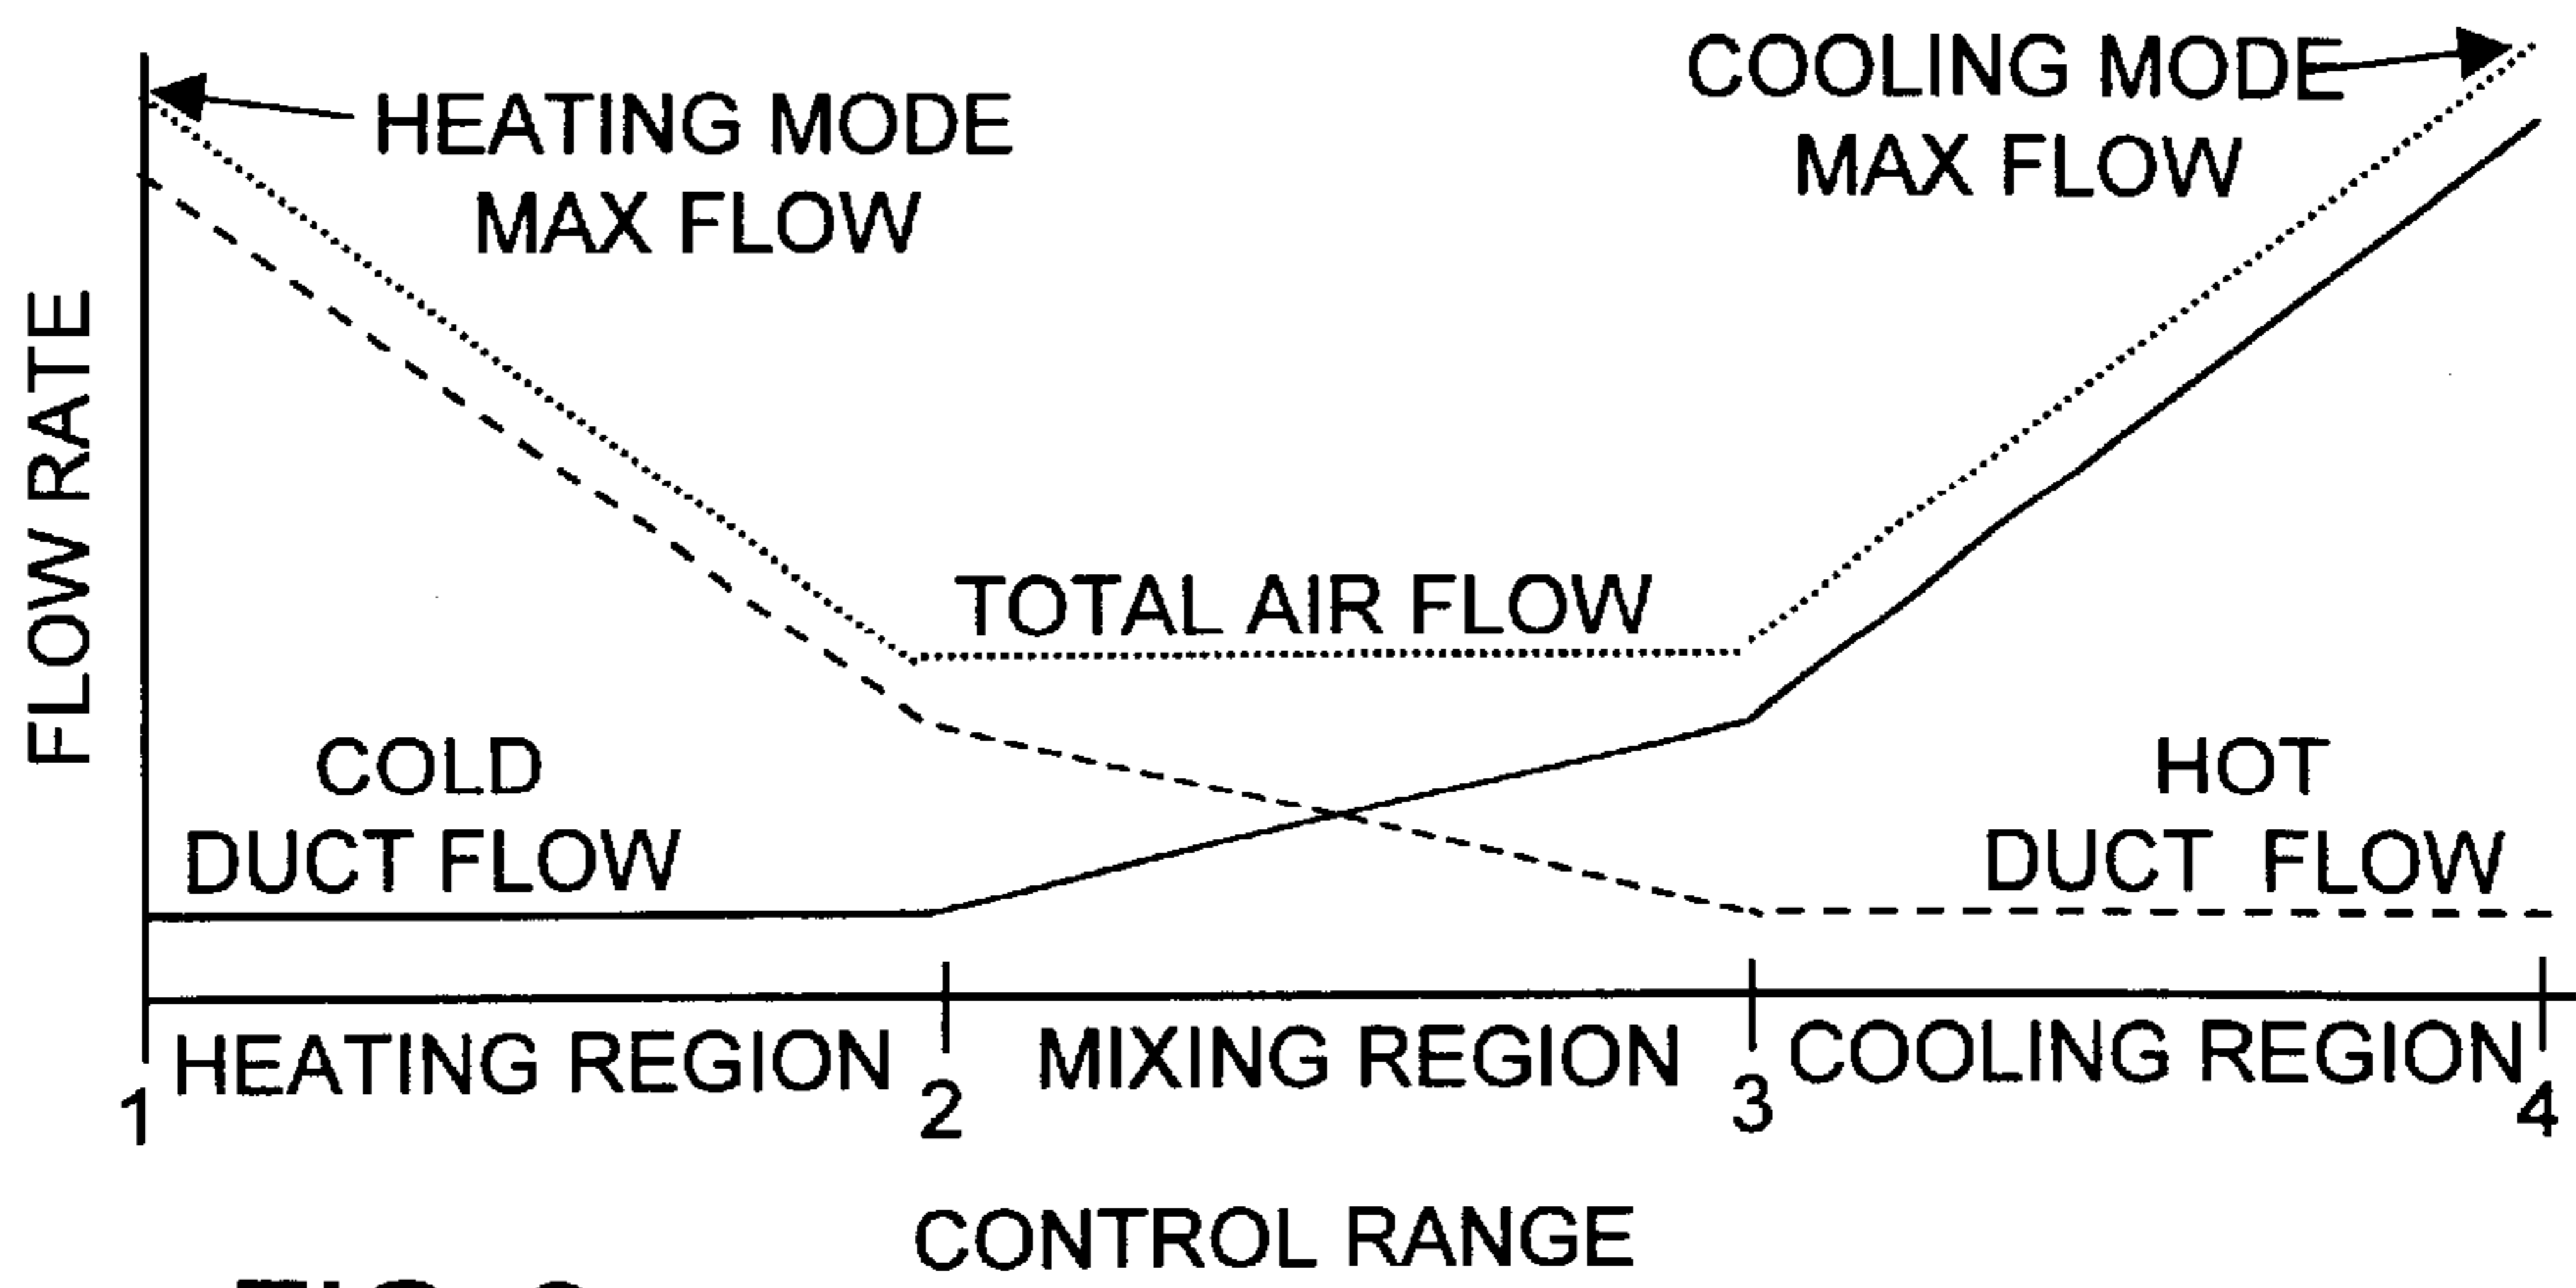 HEATING MODE
MAX FLOW
COOLING MODE
MAX FLOW
FLOW RATE
TOTAL AIR FLOW
COLD
DUCT FLOW
HOT
DUCT FLOW
HEATING REGION
MIXING REGION
COOLING REGION
1
2
3
4
CONTROL RANGE